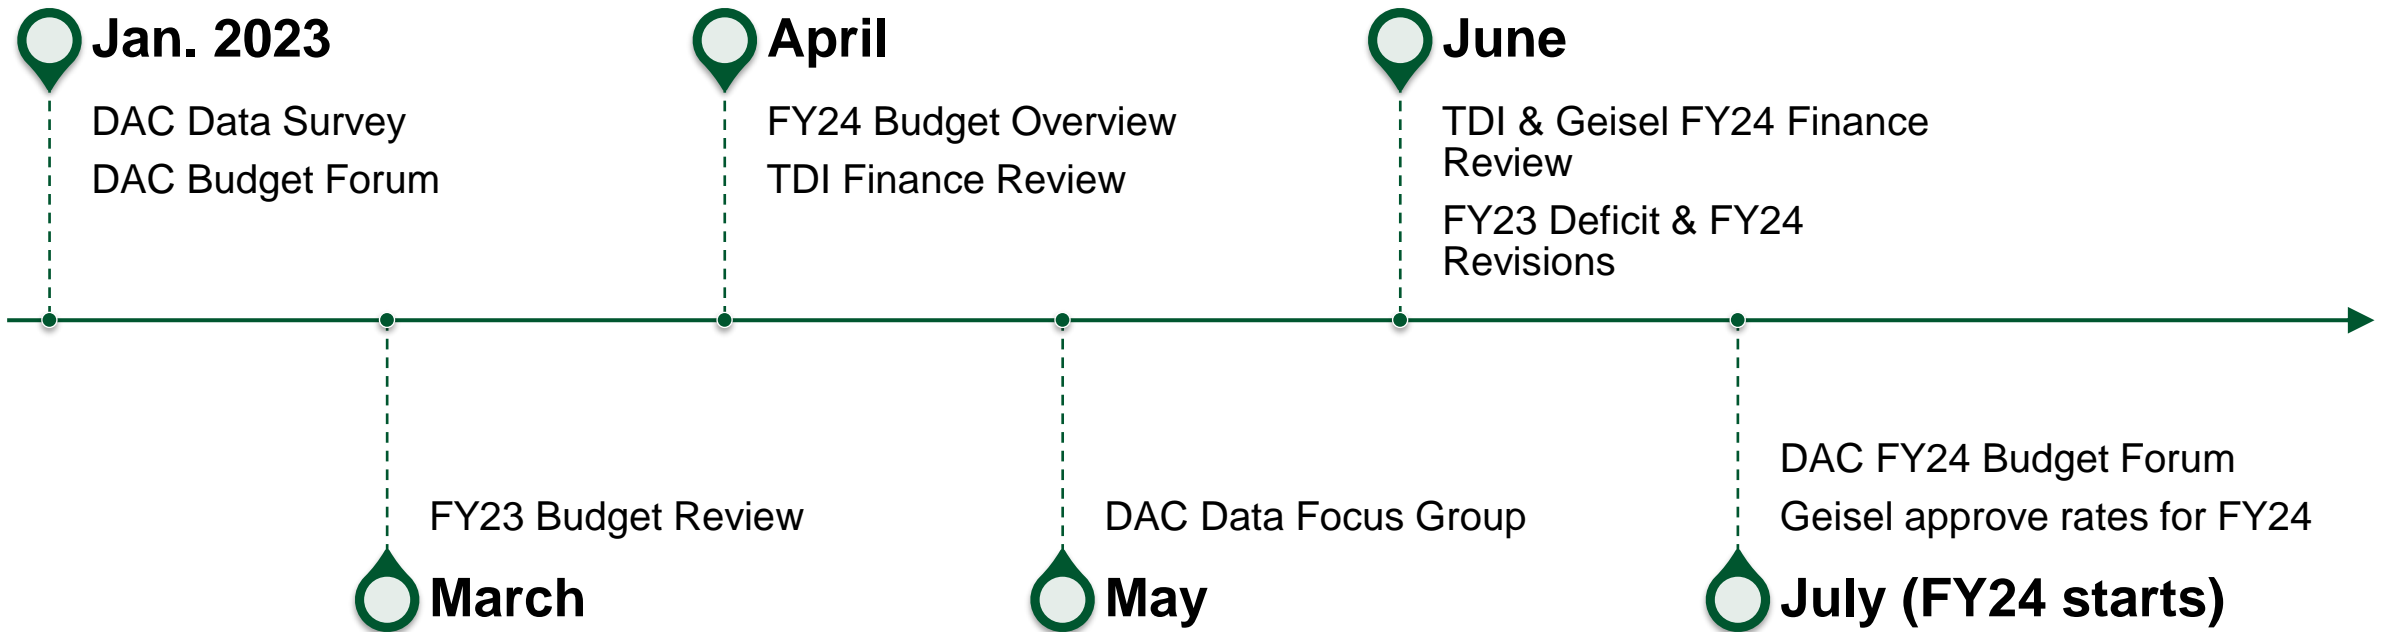 Jan. 2023
DAC Data Survey
DAC Budget Forum
April
FY24 Budget Overview
TDI Finance Review
June
TDI & Geisel FY24 Finance
Review
FY23 Deficit & FY24
Revisions
FY23 Budget Review
March
DAC Data Focus Group
May
DAC FY24 Budget Forum
Geisel approve rates for FY24
July (FY24 starts)